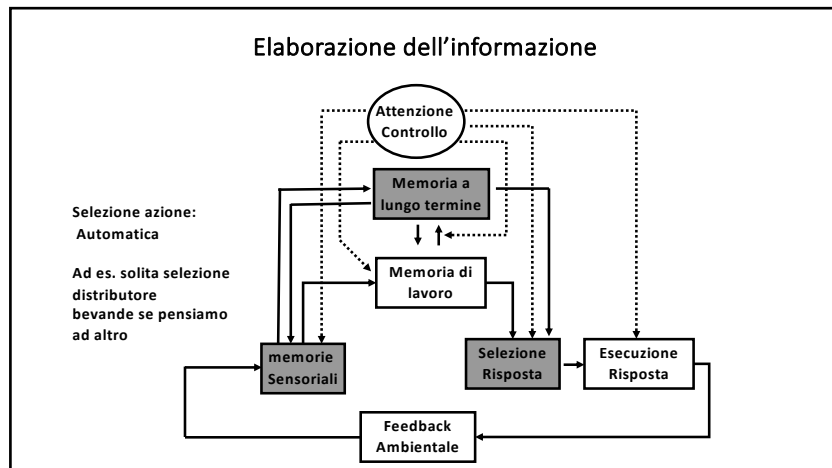 Elaborazione dell'informazione
Attenzione
Controllo
Memoria a
lungo termine
Selezione azione:
Automatica
Ad es. solita selezione
distributore
bevande se pensiamo
ad altro
Memoria di
lavoro
memorie
Sensoriali
Selezione
Risposta
Esecuzione
Risposta
Feedback
Ambientale